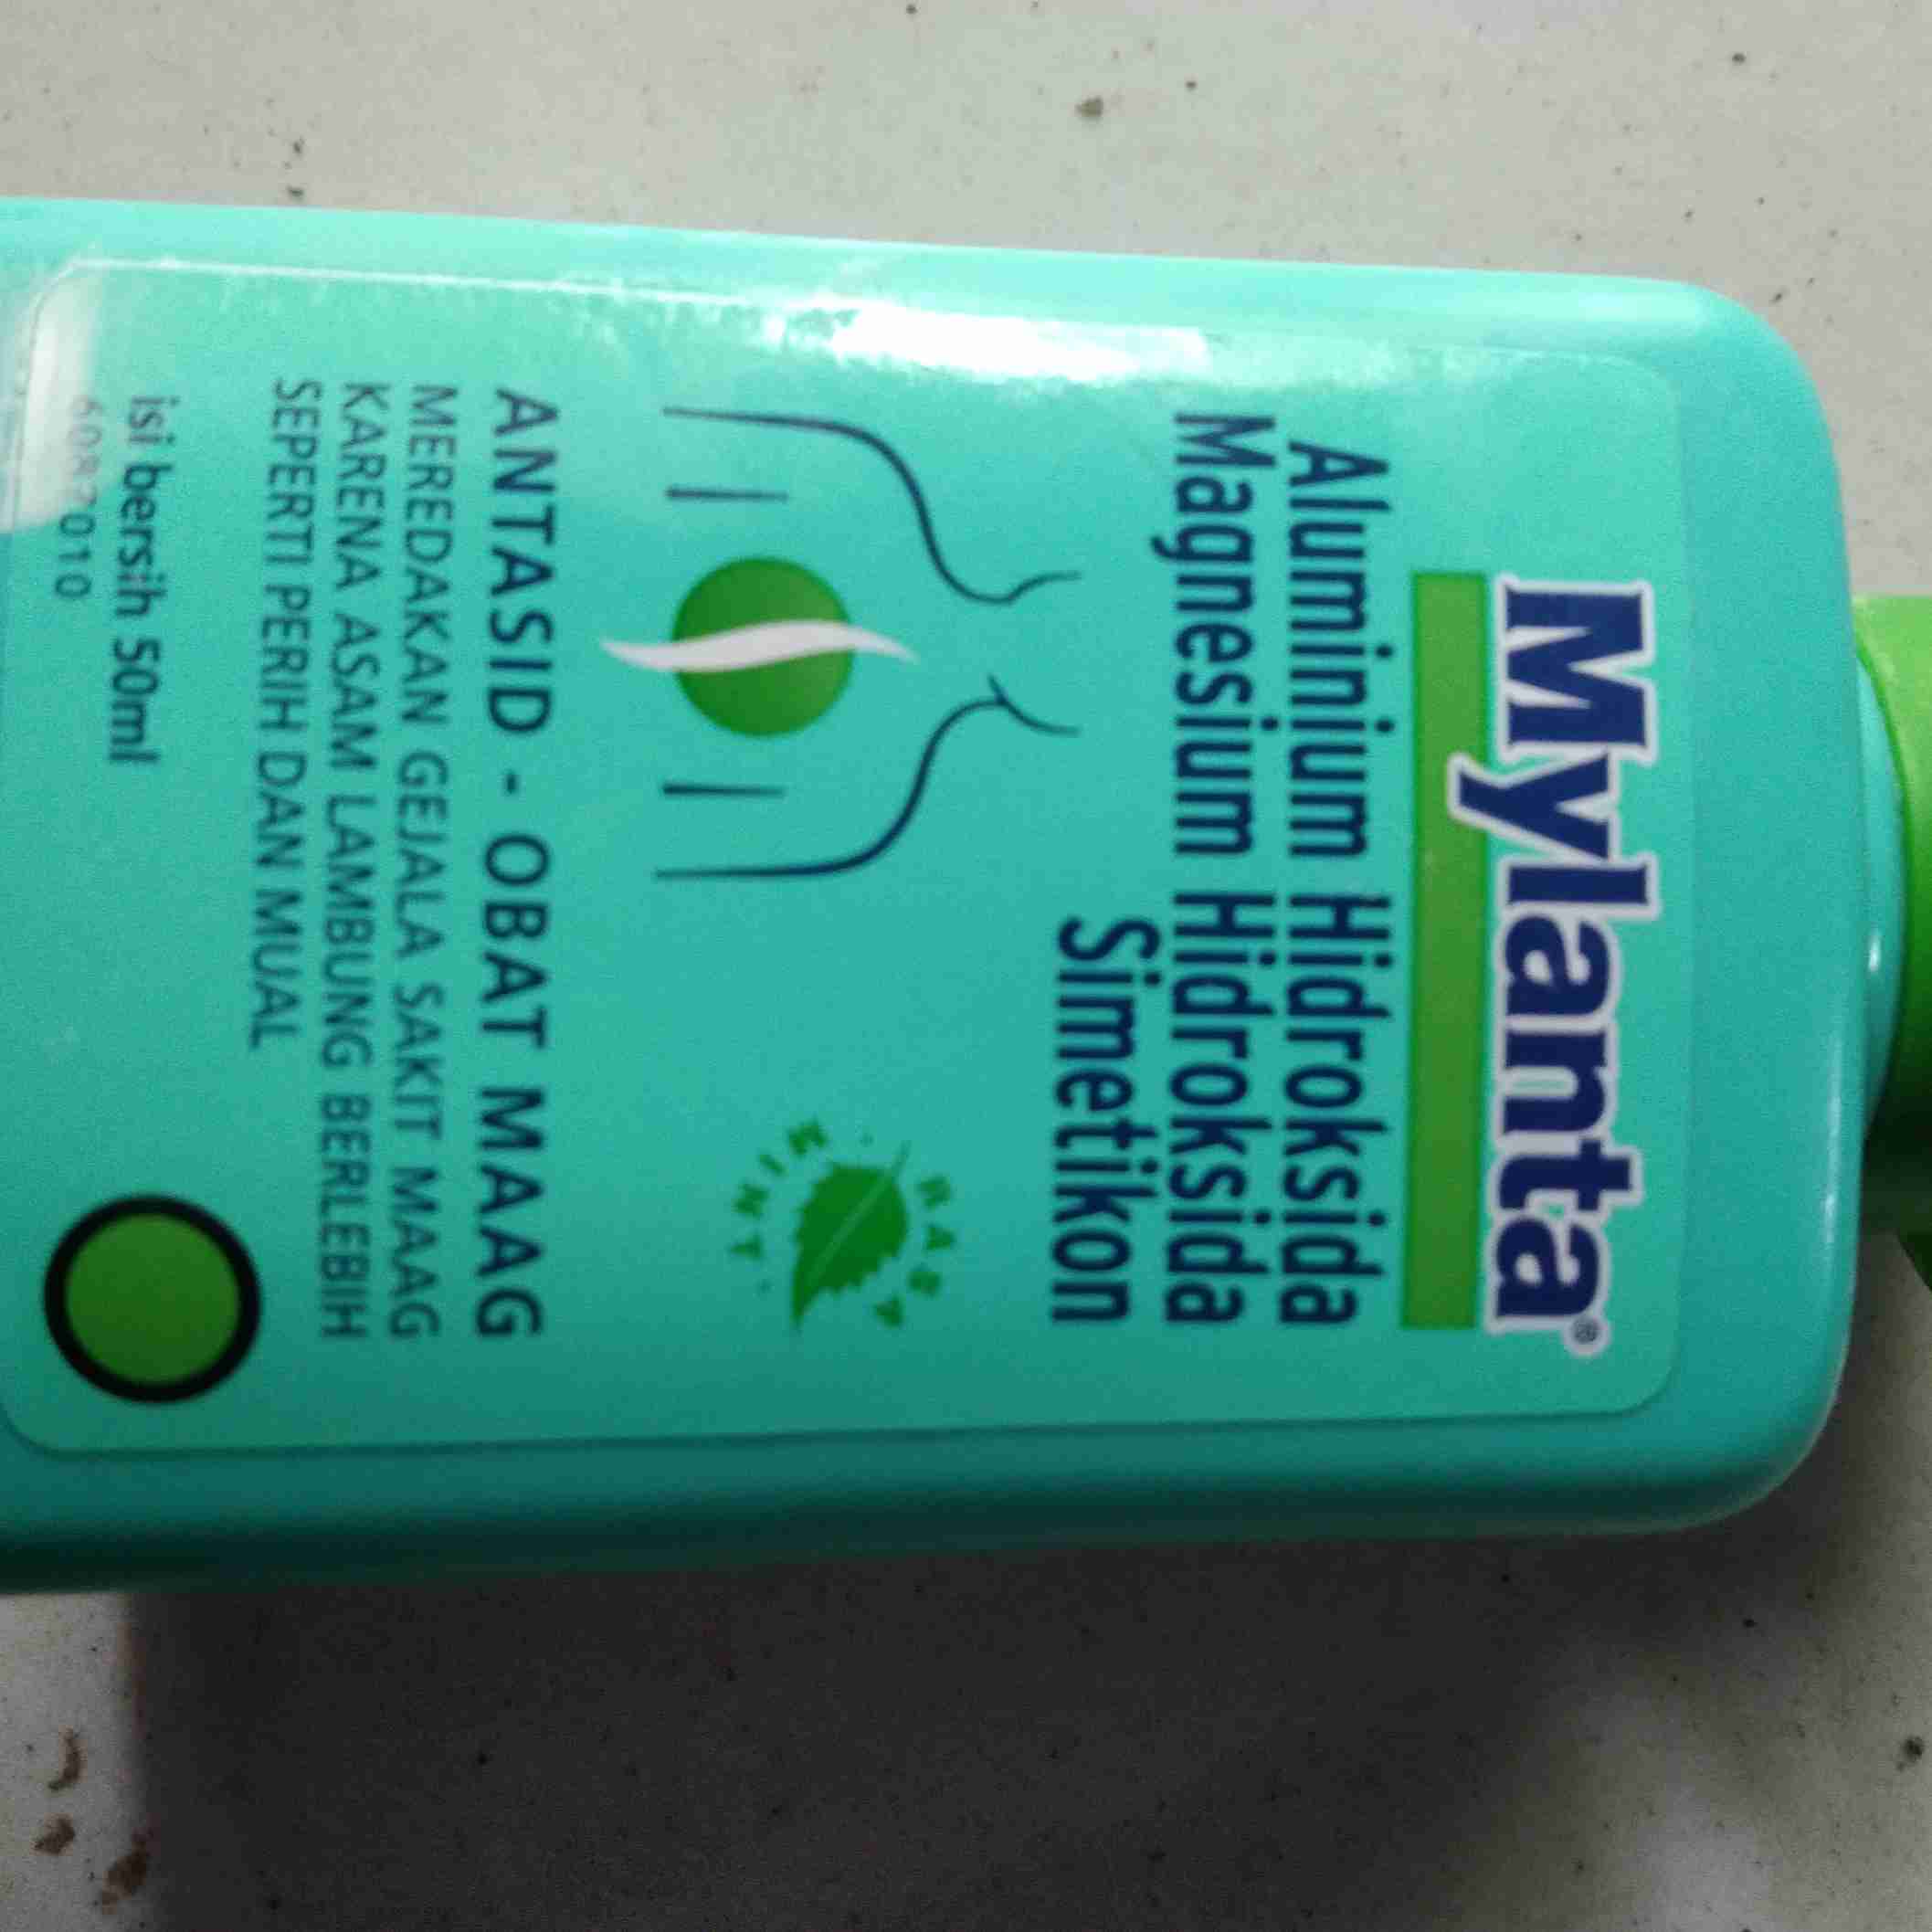 Mylanta®
Aluminium Hidroksida
Magnesium Hidroksida
Simetikon
RASA
MINT
ANTASID - OBAT MAAG
MEREDAKAN GEJALA SAKIT MAAG
KARENA ASAM LAMBUNG BERLEBIH
SEPERTI PERIH DAN MUAL
isi bersih 50ml